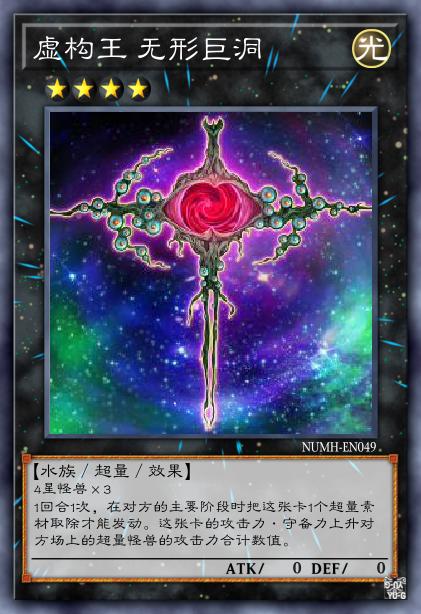 虚构王 无形巨洞
光
NUMH-EN049
【水族／超量／效果】
4星怪兽×3
1回合1次，在对方的主要阶段时把这张卡1个超量素
材取除才能发动。这张卡的攻击力·守备力上升对
方场上的超量怪兽的攻击力合计数值。
ATK/ 0 DEF/ 0